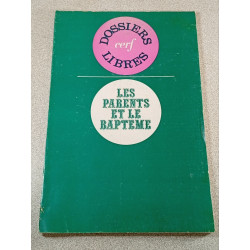 DOSSIERS
cerf
LIBRES
LES
PARENTS
ET LE
BAPTEME